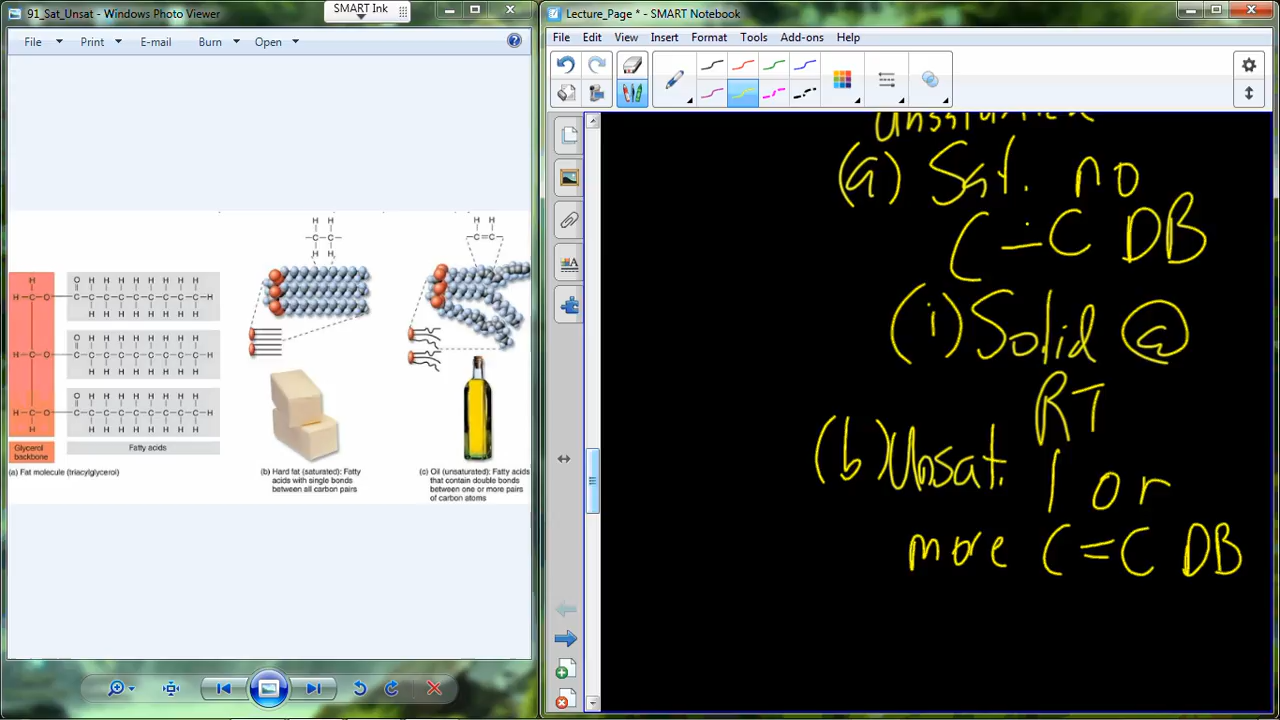 91_Sat_Unsat - Windows Photo Viewer
SMART Ink
File Print E-mail Burn Open
H H
C C
H H
H H
C=C
H O H H H H H H H H
H C O C C C C C C C C C H
H H H H H H H H
O H H H H H H H H
H C O C C C C C C C C C H
H H H H H H H H
O H H H H H H H H
H C O C C C C C C C C C H
H H H H H H H H H
Glycerol
backbone
Fatty acids
(a) Fat molecule (triacylglycerol)
(b) Hard fat (saturated): Fatty
acids with single bonds
between all carbon pairs
(c) Oil (unsaturated): Fatty acids
that contain double bonds
between one or more pairs
of carbon atoms
Lecture_Page * - SMART Notebook
File Edit View Insert Format Tools Add-ons Help
Unsaturated
(a) Sat. no
C=C DB
(i) Solid @
RT
(b) Unsat. 1 or
more C=C DB